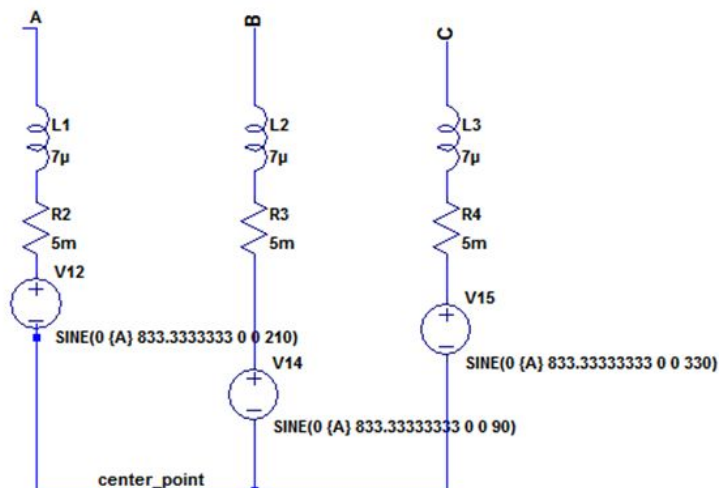 A
B
C
L1
7µ
L2
7µ
L3
7µ
R2
5m
R3
5m
R4
5m
V12
SINE(0 {A} 833.3333333 0 0 210)
V15
SINE(0 {A} 833.33333333 0 0 330)
V14
SINE(0 {A} 833.33333333 0 0 90)
center_point